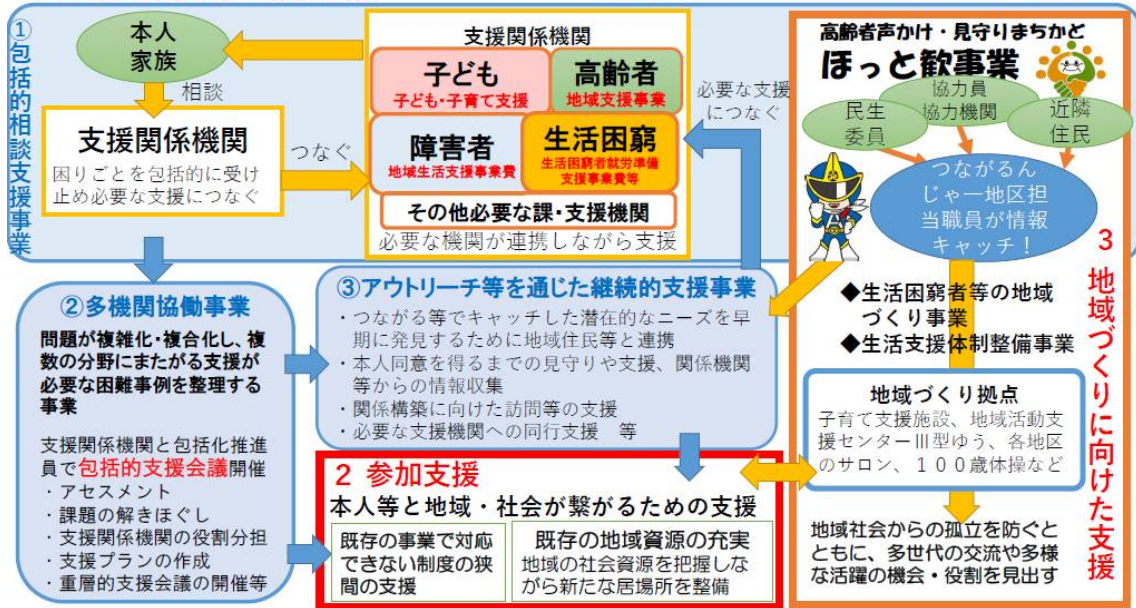 ①包括的相談支援事業
本人
家族
相談
支援関係機関
困りごとを包括的に受け
止め必要な支援につなぐ
つなぐ
支援関係機関
子ども
子ども・子育て支援
高齢者
地域支援事業
障害者
地域生活支援事業費
生活困窮
生活困窮者就労準備
支援事業費等
その他必要な課・支援機関
必要な機関が連携しながら支援
必要な支援
につなぐ
高齢者声かけ・見守りまちかど
ほっと歓事業
民生
委員
協力員
協力機関
近隣
住民
つながるん
じゃー地区担
当職員が情報
キャッチ！
3 地域づくりに向けた支援
◆生活困窮者等の地域
づくり事業
◆生活支援体制整備事業
地域づくり拠点
子育て支援施設、地域活動支
援センターⅢ型ゆう、各地区
のサロン、１００歳体操など
地域社会からの孤立を防ぐと
ともに、多世代の交流や多様
な活躍の機会・役割を見出す
②多機関協働事業
問題が複雑化・複合化し、複
数の分野にまたがる支援が
必要な困難事例を整理する
事業
支援関係機関と包括化推進
員で包括的支援会議開催
・アセスメント
・課題の解きほぐし
・支援関係機関の役割分担
・支援プランの作成
・重層的支援会議の開催等
③アウトリーチ等を通じた継続的支援事業
・つながる等でキャッチした潜在的なニーズを早
期に発見するために地域住民等と連携
・本人同意を得るまでの見守りや支援、関係機関
等からの情報収集
・関係構築に向けた訪問等の支援
・必要な支援機関への同行支援　等
2 参加支援
本人等と地域・社会が繋がるための支援
既存の事業で対応
できない制度の狭
間の支援
既存の地域資源の充実
地域の社会資源を把握しな
がら新たな居場所を整備